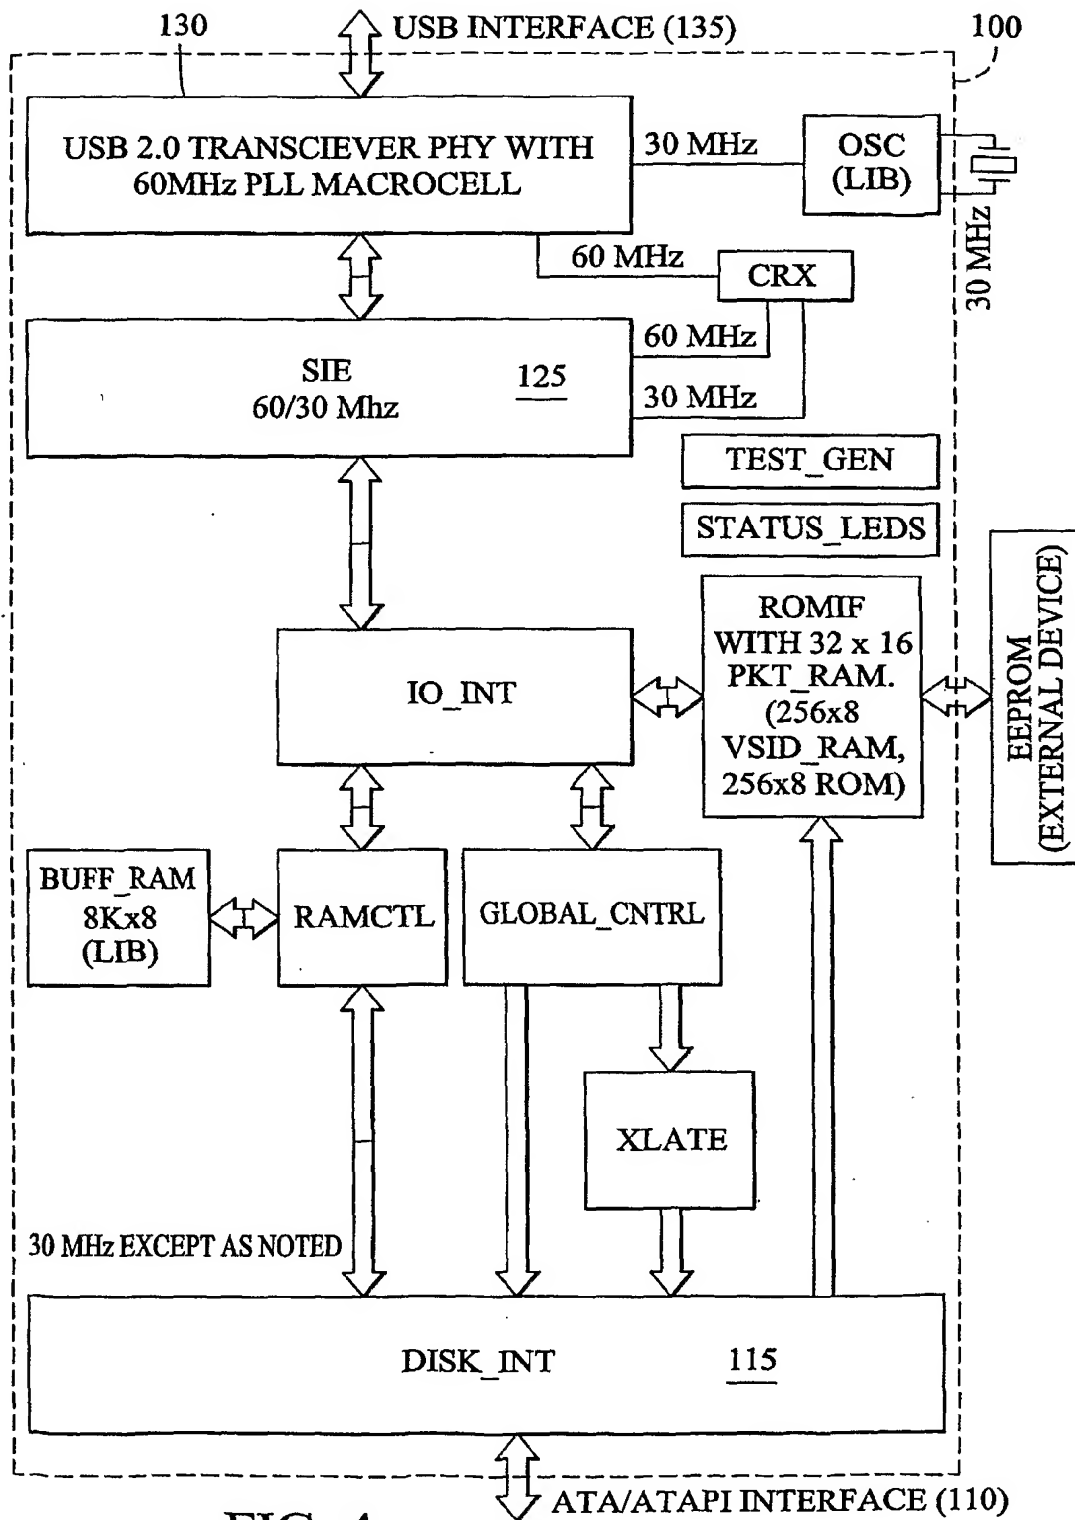 130
USB INTERFACE (135)
100
USB 2.0 TRANSCIEVER PHY WITH
60MHz PLL MACROCELL
30 MHz
OSC
(LIB)
30 MHz
60 MHz
CRX
SIE
60/30 Mhz
125
60 MHz
30 MHz
TEST_GEN
STATUS_LEDS
IO_INT
ROMIF
WITH 32 x 16
PKT_RAM.
(256x8
VSID_RAM,
256x8 ROM)
EEPROM
(EXTERNAL DEVICE)
BUFF_RAM
8Kx8
(LIB)
RAMCTL
GLOBAL_CNTRL
XLATE
30 MHz EXCEPT AS NOTED
DISK_INT
115
ATA/ATAPI INTERFACE (110)